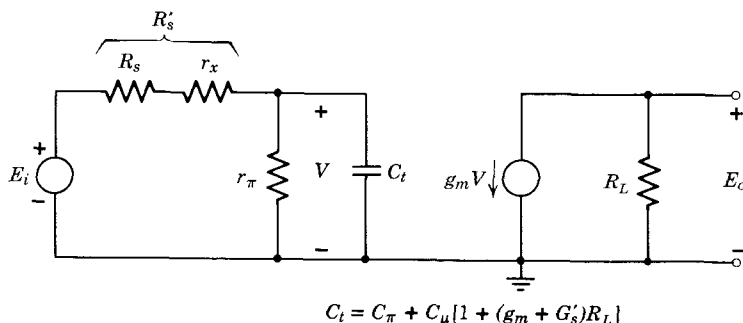 R′s
Rs rx
+ + +
Ei rπ V Ct gmV RL Eo
− − −
Ct = Cπ + Cμ[1 + (gm + G′s)RL]